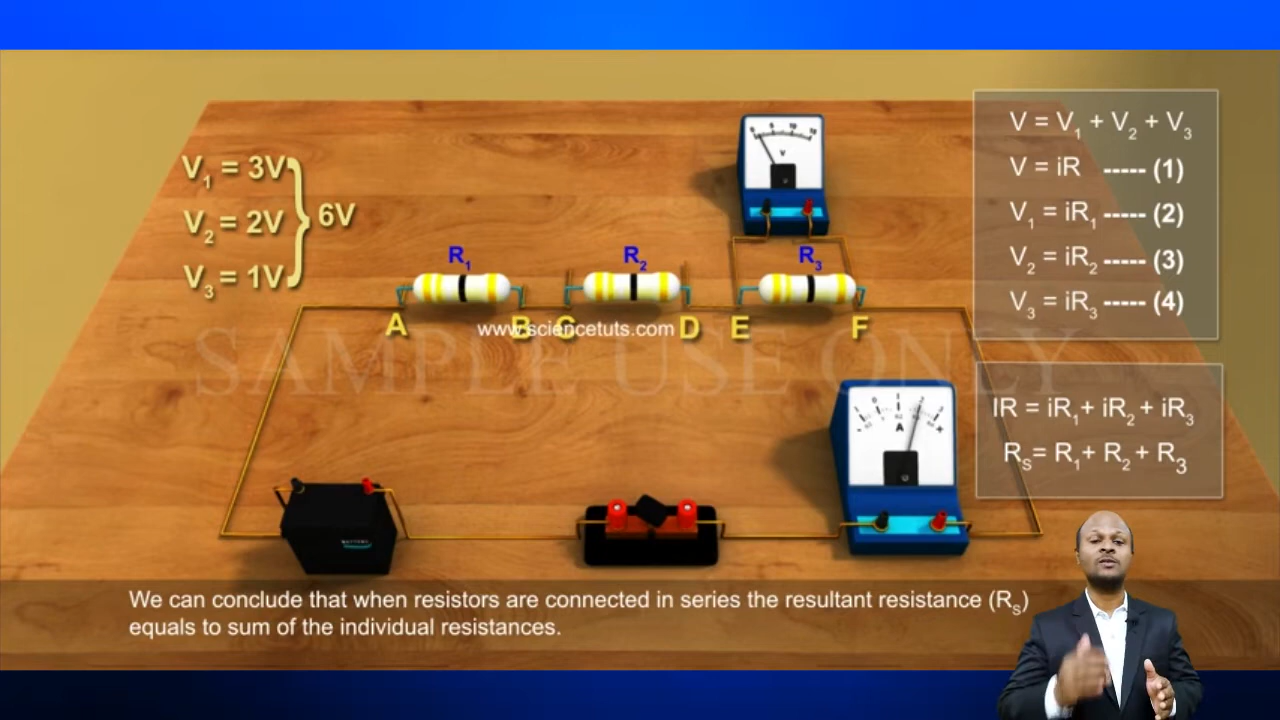 V = V₁ + V₂ + V₃
V = iR ----- (1)
V₁ = iR₁ ----- (2)
V₂ = iR₂ ----- (3)
V₃ = iR₃ ----- (4)
V₁ = 3V
V₂ = 2V
V₃ = 1V
6V
R₁
R₂
R₃
A
B
C
D
E
F
www.sciencetuts.com
SAMPLE USE ONLY
V
A
IR = iR₁ + iR₂ + iR₃
Rₛ = R₁ + R₂ + R₃
We can conclude that when resistors are connected in series the resultant resistance (Rₛ)
equals to sum of the individual resistances.